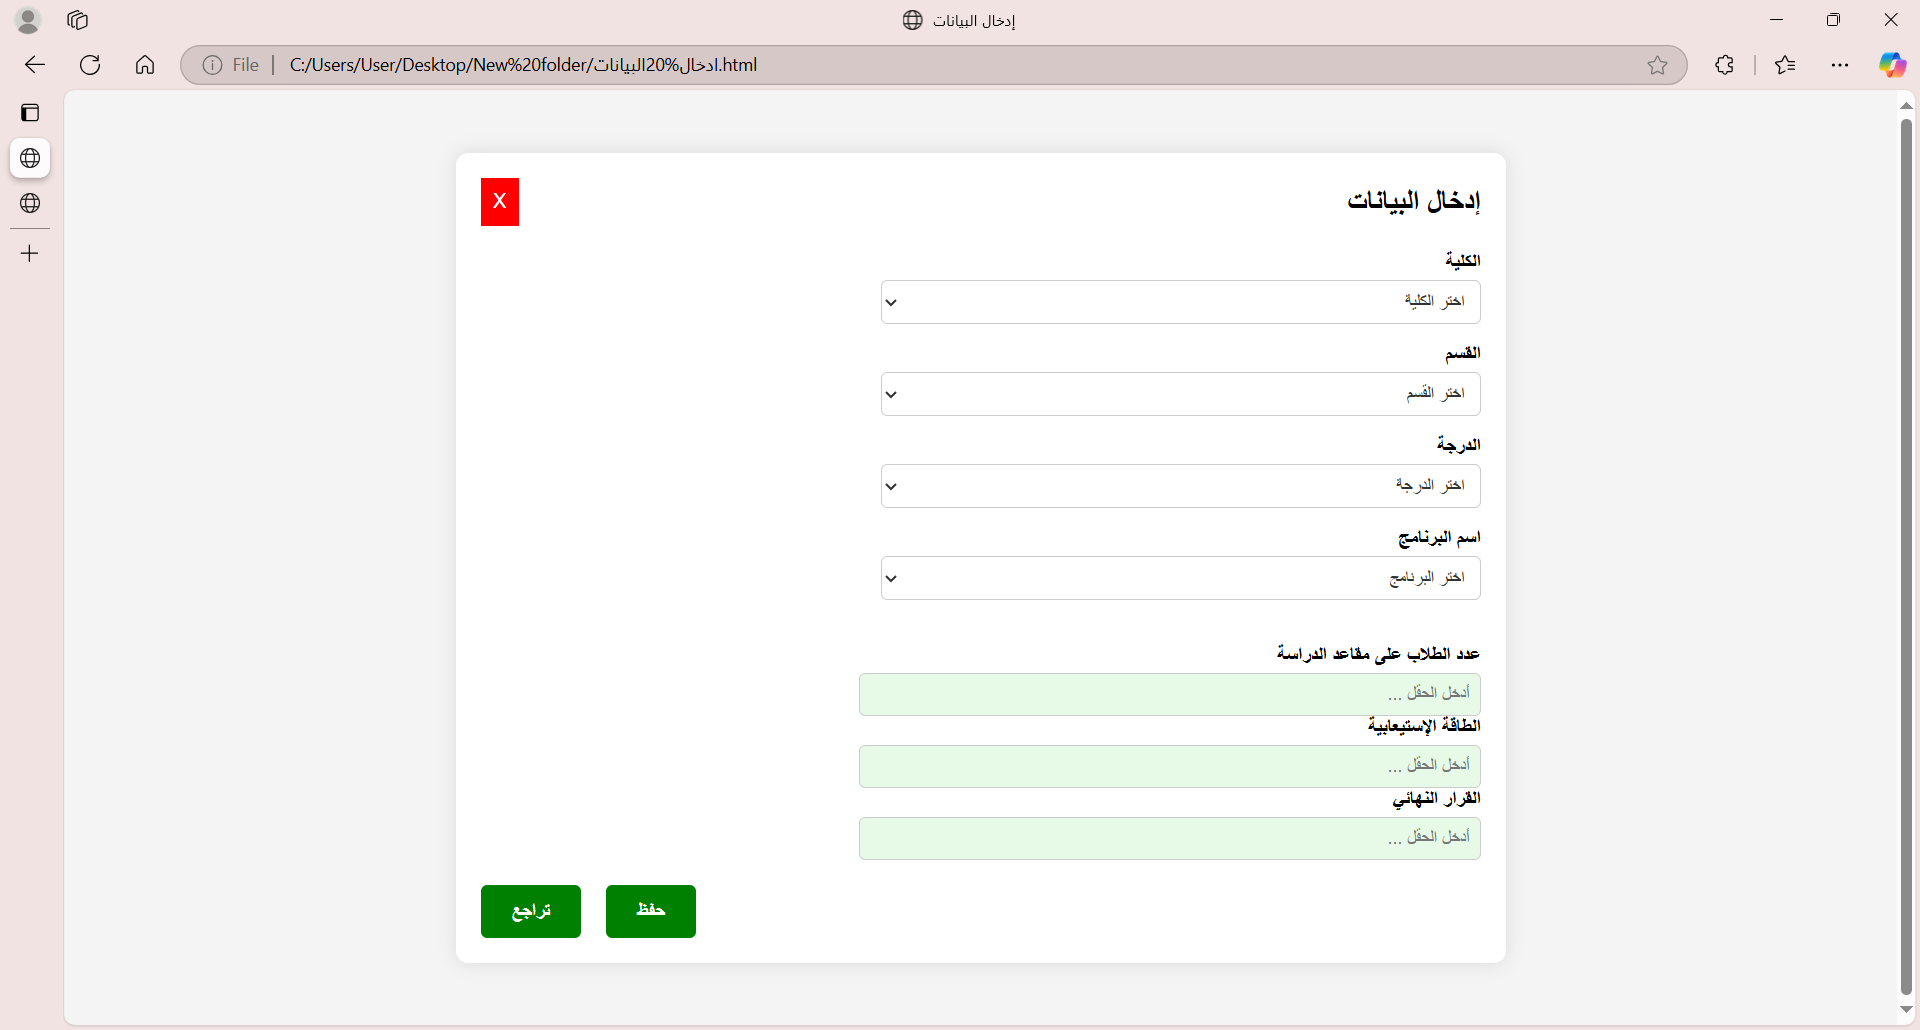 إدخال البيانات
File
C:/Users/User/Desktop/New%20folder/ادخال%20البيانات.html
إدخال البيانات
X
الكلية
اختر الكلية
القسم
اختر القسم
الدرجة
اختر الدرجة
اسم البرنامج
اختر البرنامج
عدد الطلاب على مقاعد الدراسة
أدخل الحقل ...
الطاقة الإستيعابية
أدخل الحقل ...
القرار النهائي
أدخل الحقل ...
حفظ
تراجع